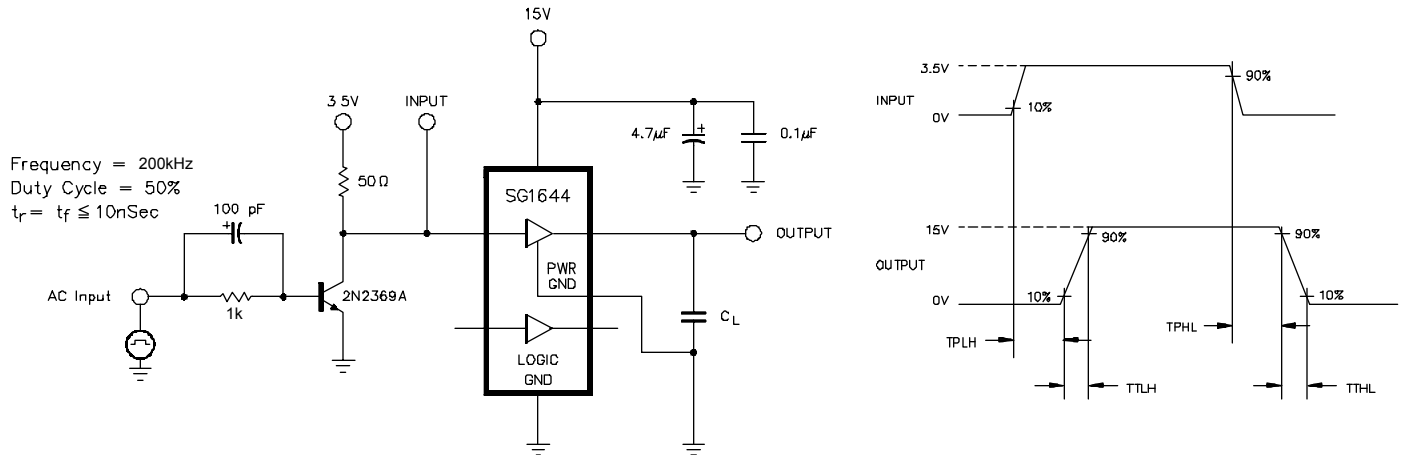 15V
3.5V
INPUT
4.7µF
+
0.1µF
Frequency = 200kHz
Duty Cycle = 50%
tr= tf ≤ 10nSec
50Ω
SG1644
100 pF
+
OUTPUT
PWR
GND
AC Input
1k
2N2369A
CL
LOGIC
GND
3.5V
90%
INPUT
10%
0V
15V
90%
90%
OUTPUT
0V
10%
10%
TPHL
TPLH
TTLH
TTHL